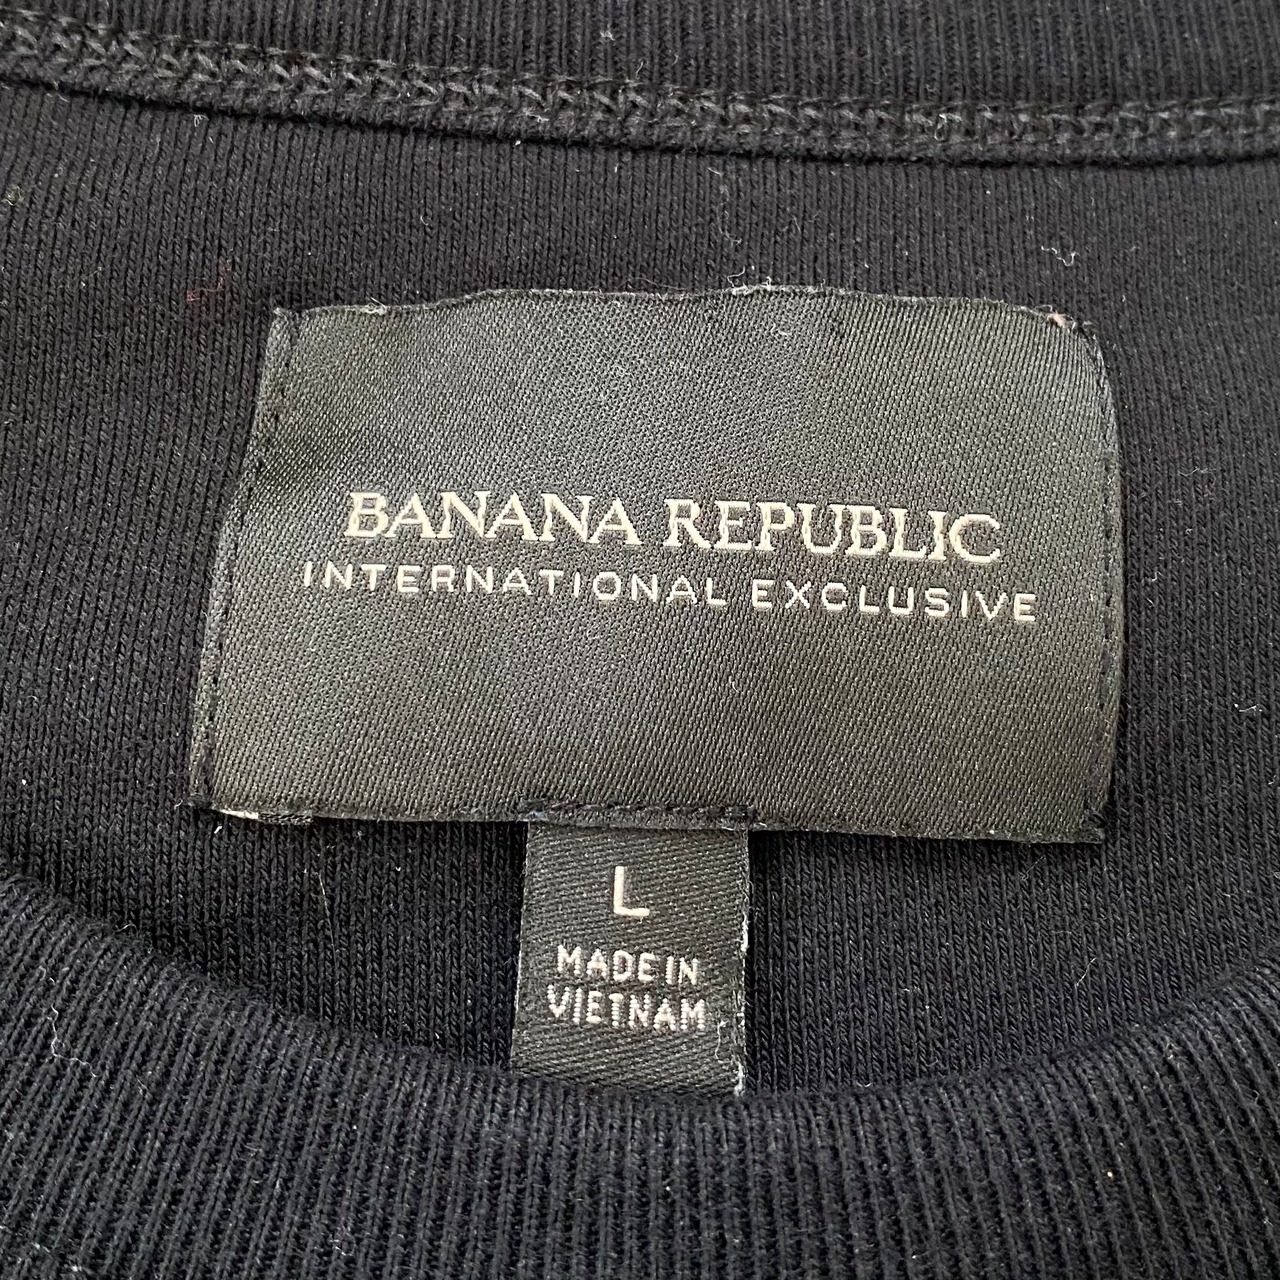 BANANA REPUBLIC
INTERNATIONAL EXCLUSIVE
L
MADE IN
VIETNAM